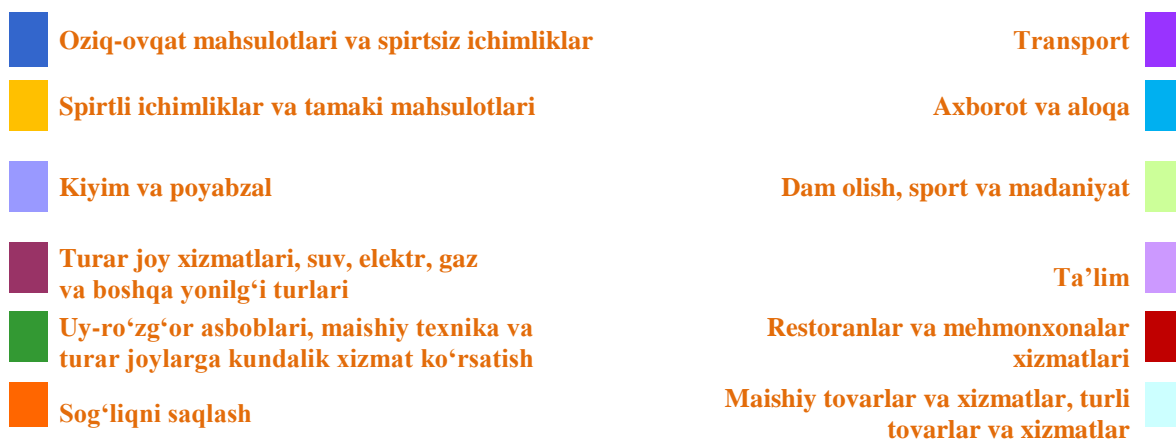 Oziq-ovqat mahsulotlari va spirtsiz ichimliklar
Spirtli ichimliklar va tamaki mahsulotlari
Kiyim va poyabzal
Turar joy xizmatlari, suv, elektr, gaz
va boshqa yonilg‘i turlari
Uy-ro‘zg‘or asboblari, maishiy texnika va
turar joylarga kundalik xizmat ko‘rsatish
Sog‘liqni saqlash
Transport
Axborot va aloqa
Dam olish, sport va madaniyat
Ta’lim
Restoranlar va mehmonxonalar
xizmatlari
Maishiy tovarlar va xizmatlar, turli
tovarlar va xizmatlar